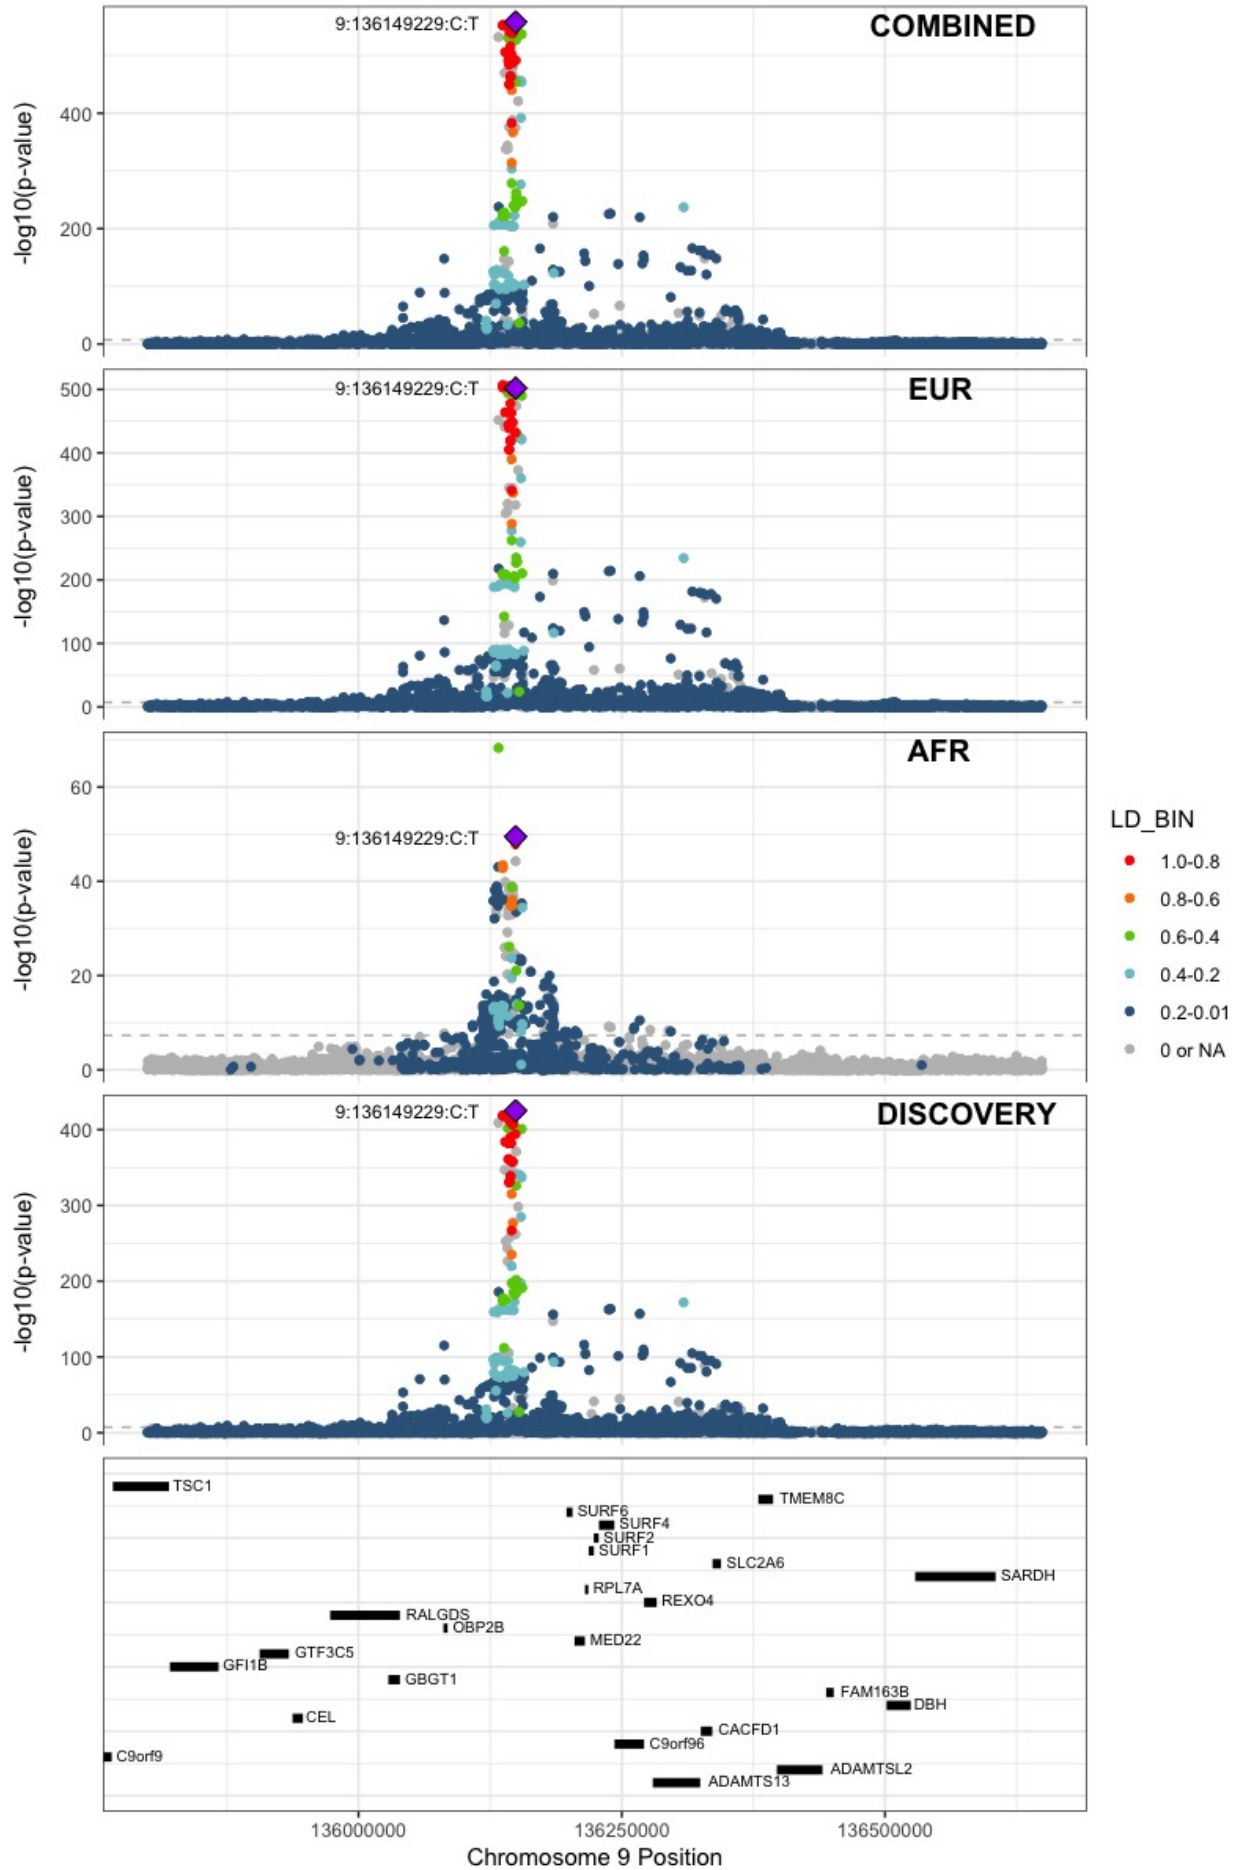 COMBINED
9:136149229:C:T
-log10(p-value)
400
200
0
EUR
9:136149229:C:T
-log10(p-value)
500
400
300
200
100
0
AFR
9:136149229:C:T
-log10(p-value)
60
40
20
0
LD_BIN
1.0-0.8
0.8-0.6
0.6-0.4
0.4-0.2
0.2-0.01
0 or NA
DISCOVERY
9:136149229:C:T
-log10(p-value)
400
300
200
100
0
TSC1
TMEM8C
SURF6
SURF4
SURF2
SURF1
SLC2A6
SARDH
RPL7A
REXO4
RALGDS
OBP2B
MED22
GTF3C5
GFI1B
GBGT1
FAM163B
DBH
CEL
CACFD1
C9orf96
C9orf9
ADAMTSL2
ADAMTS13
136000000 136250000 136500000
Chromosome 9 Position